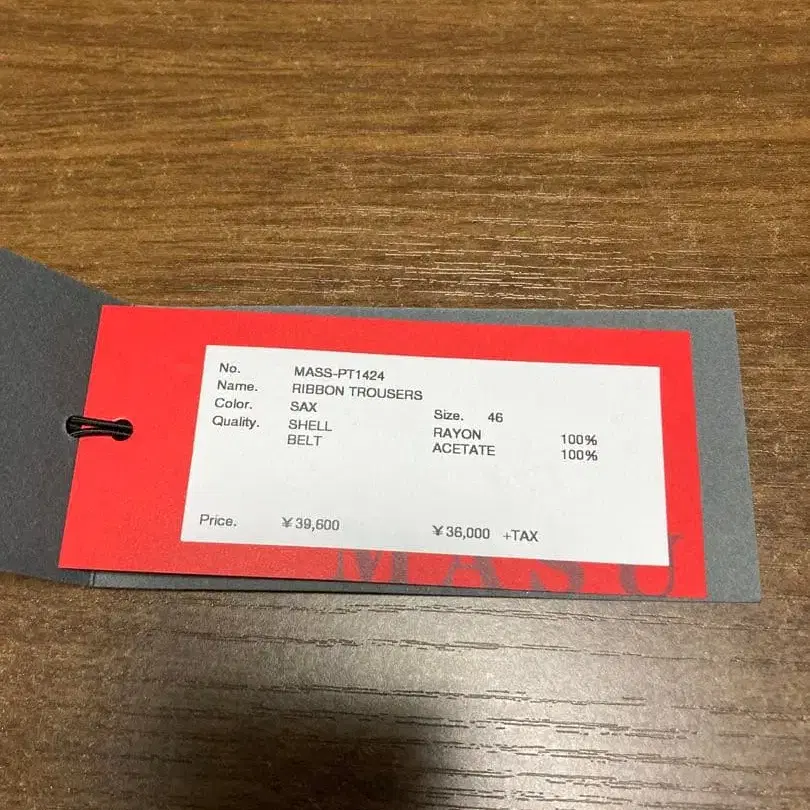 No. MASS-PT1424
Name. RIBBON TROUSERS
Color. SAX Size. 46
Quality. SHELL RAYON 100%
BELT ACETATE 100%
Price. ¥39,600 ¥36,000 +TAX
MASU